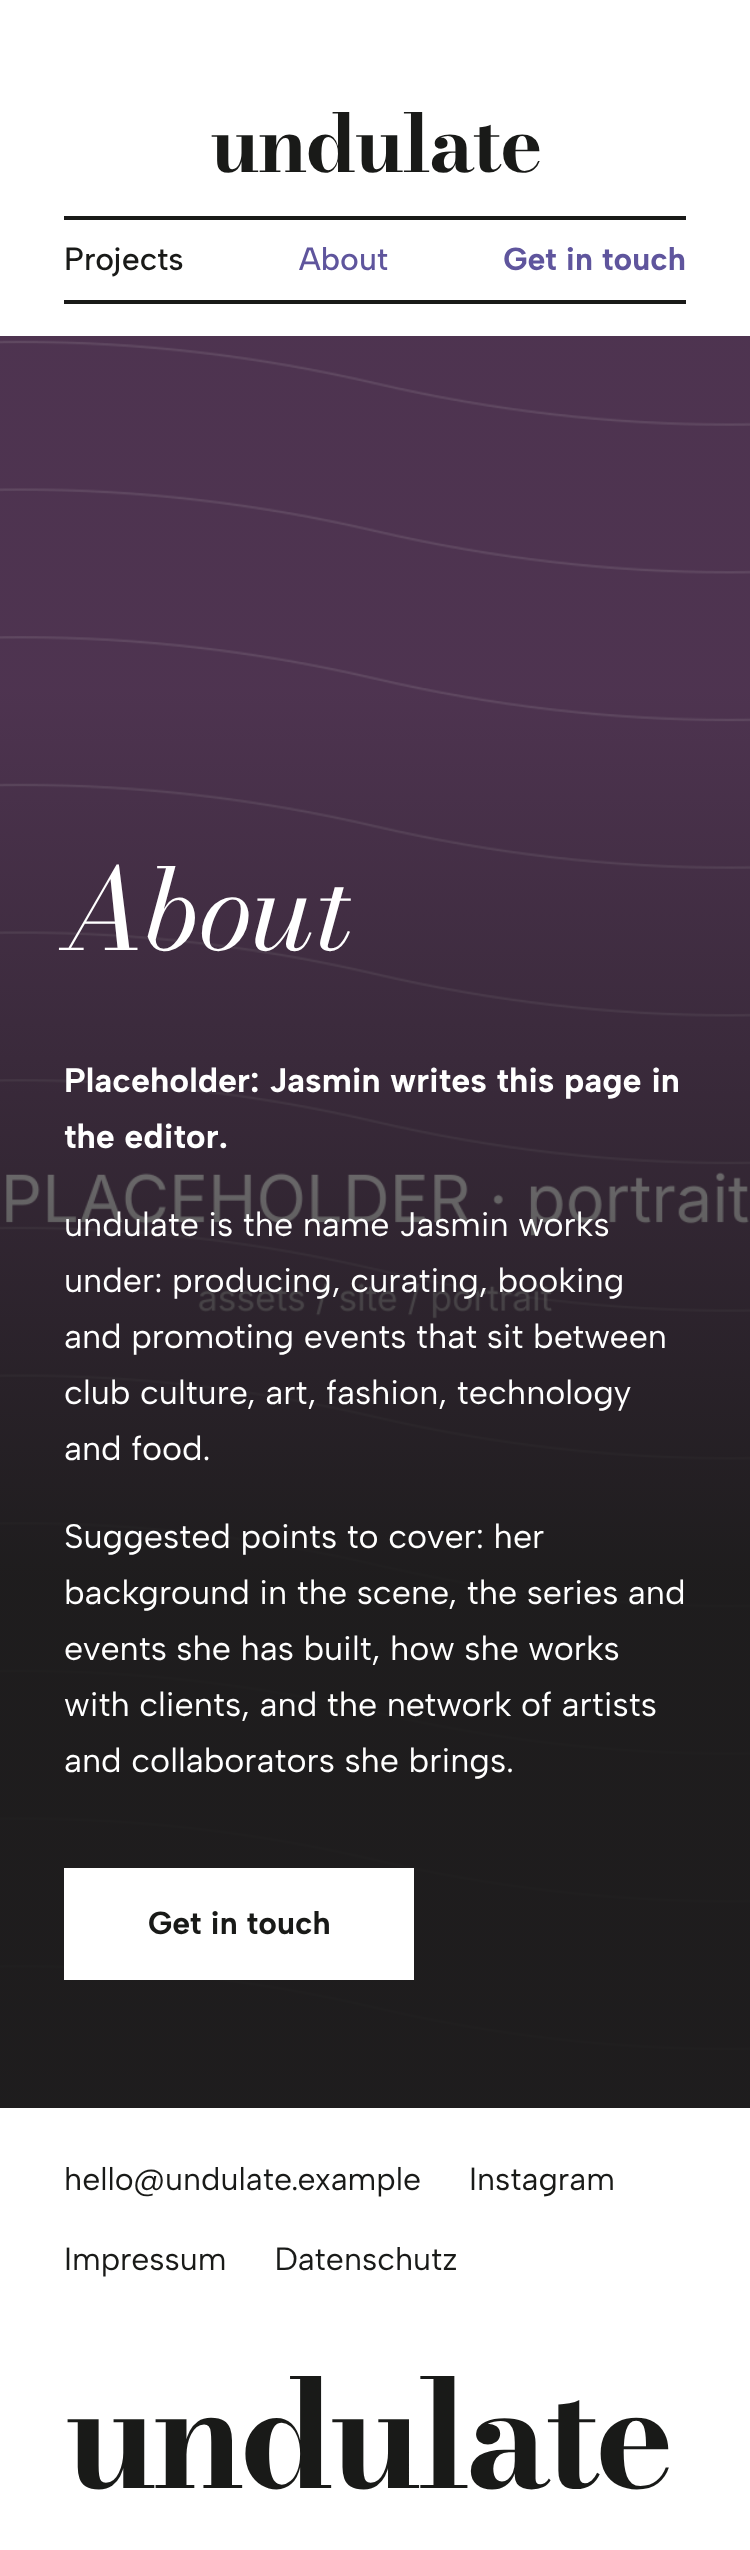 undulate
Projects About Get in touch
About
Placeholder: Jasmin writes this page in
the editor.
PLACEHOLDER · portrait
undulate is the name Jasmin works
under: producing, curating, booking
assets / site / portrait
and promoting events that sit between
club culture, art, fashion, technology
and food.
Suggested points to cover: her
background in the scene, the series and
events she has built, how she works
with clients, and the network of artists
and collaborators she brings.
Get in touch
hello@undulate.example Instagram
Impressum Datenschutz
undulate